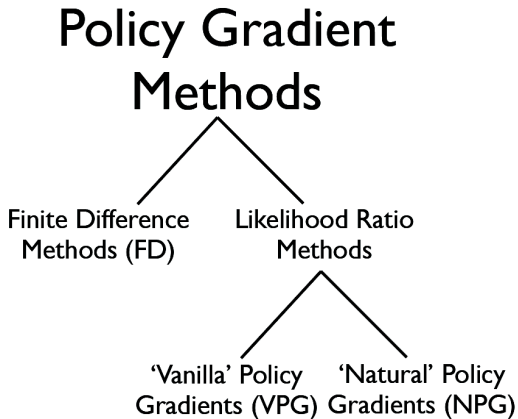 Policy Gradient
Methods
Finite Difference
Methods (FD)
Likelihood Ratio
Methods
‘Vanilla’ Policy
Gradients (VPG)
‘Natural’ Policy
Gradients (NPG)